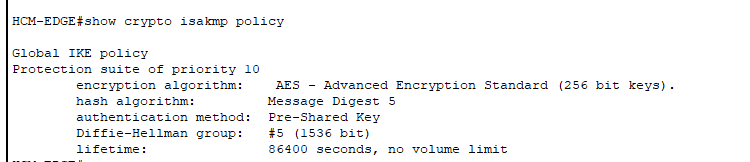 HCM-EDGE#show crypto isakmp policy
Global IKE policy
Protection suite of priority 10
encryption algorithm: AES - Advanced Encryption Standard (256 bit keys).
hash algorithm: Message Digest 5
authentication method: Pre-Shared Key
Diffie-Hellman group: #5 (1536 bit)
lifetime: 86400 seconds, no volume limit